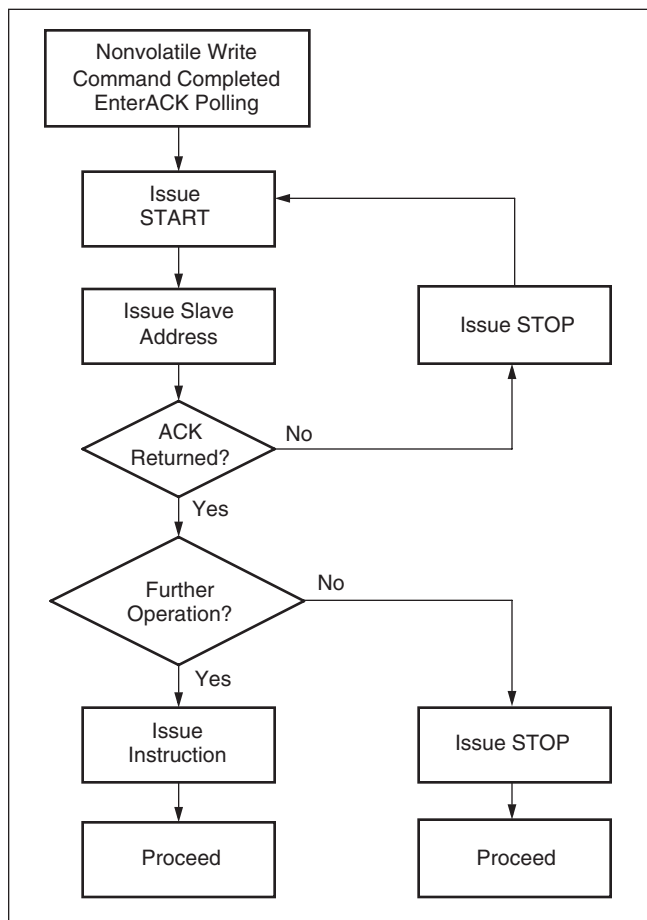 Nonvolatile Write
Command Completed
EnterACK Polling
Issue
START
Issue Slave
Address
Issue STOP
ACK
Returned?
No
Yes
Further
Operation?
No
Yes
Issue
Instruction
Issue STOP
Proceed
Proceed